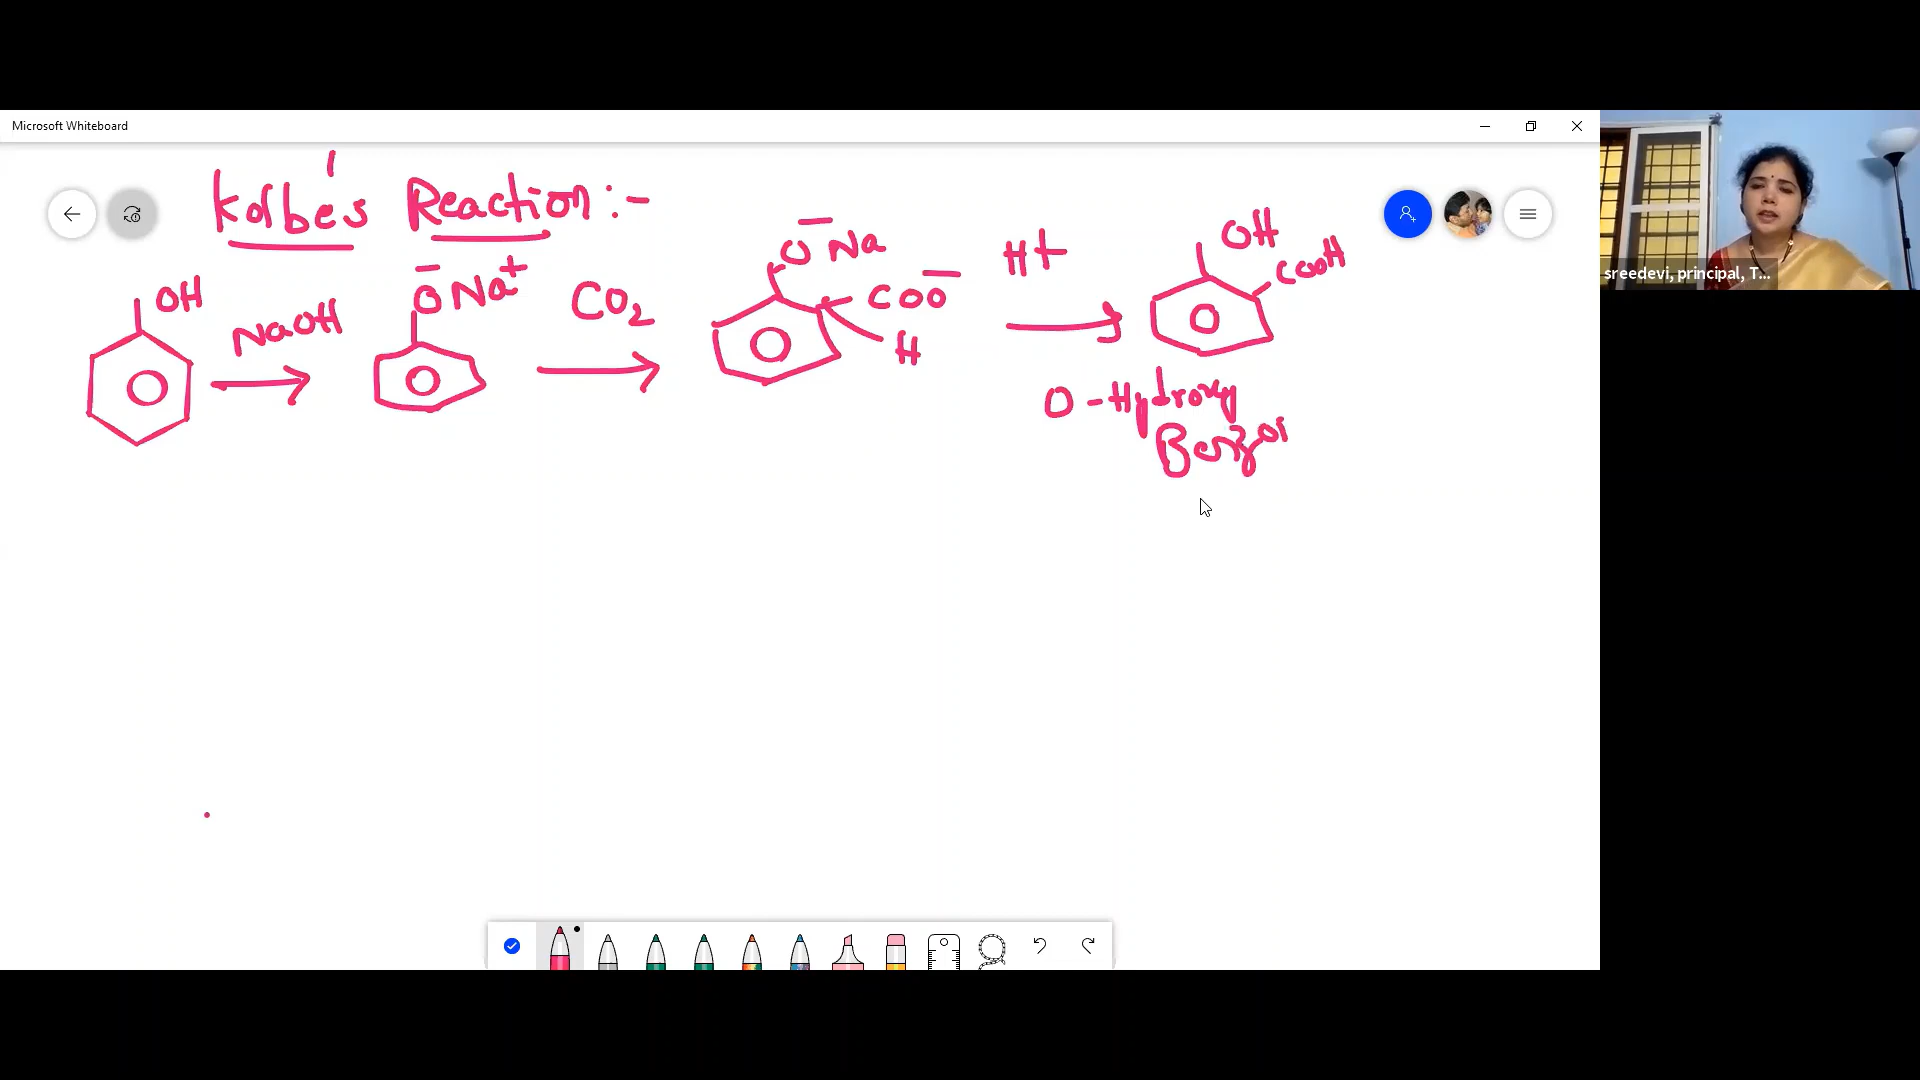 Microsoft Whiteboard
Kolbe's Reaction :-
OH
NaOH
O⁻Na⁺
CO₂
O⁻Na
COO⁻
H
H+
OH
COOH
O-Hydroxy
Benzoi
sreedevi, principal, T...